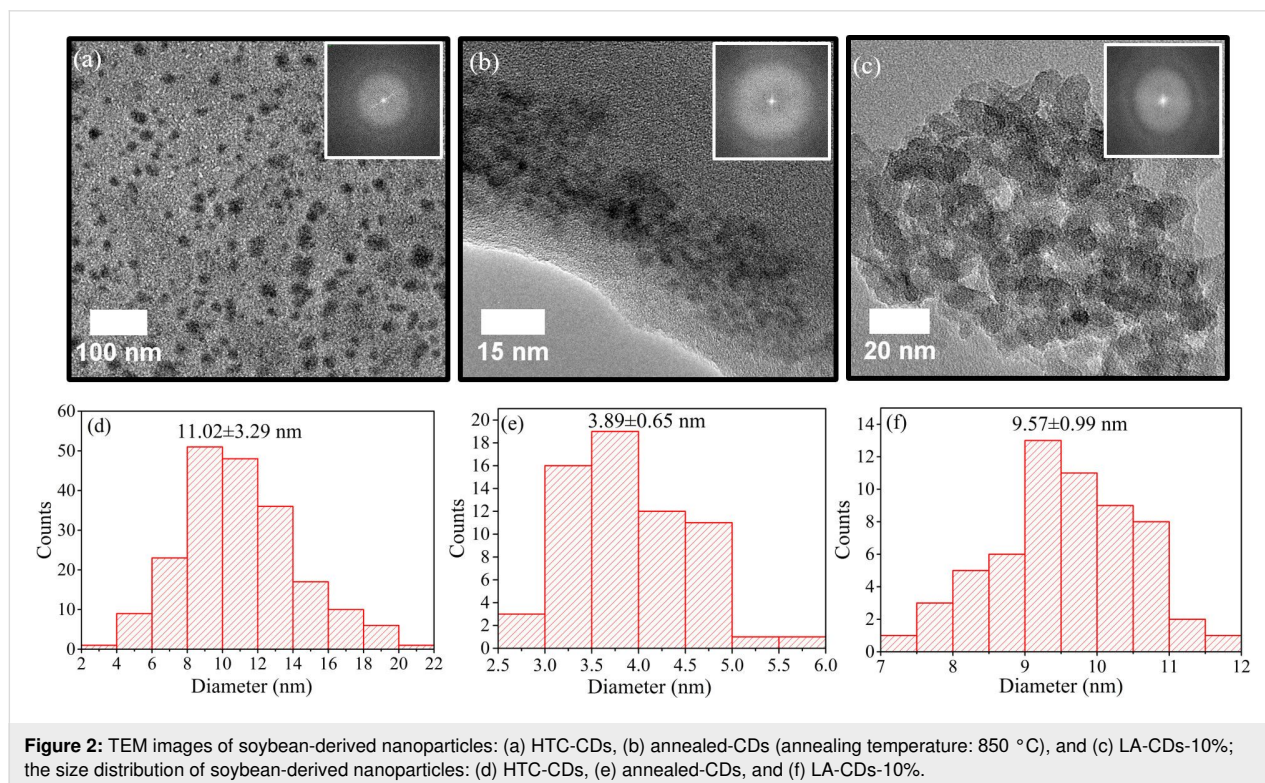 (a)
100 nm
(b)
15 nm
(c)
20 nm
(d)
11.02±3.29 nm
60
50
40
30
20
10
0
Counts
2 4 6 8 10 12 14 16 18 20 22
Diameter (nm)
(e)
3.89±0.65 nm
20
18
16
14
12
10
8
6
4
2
0
Counts
2.5 3.0 3.5 4.0 4.5 5.0 5.5 6.0
Diameter (nm)
(f)
9.57±0.99 nm
14
12
10
8
6
4
2
0
Counts
7 8 9 10 11 12
Diameter (nm)
Figure 2: TEM images of soybean-derived nanoparticles: (a) HTC-CDs, (b) annealed-CDs (annealing temperature: 850 °C), and (c) LA-CDs-10%;
the size distribution of soybean-derived nanoparticles: (d) HTC-CDs, (e) annealed-CDs, and (f) LA-CDs-10%.